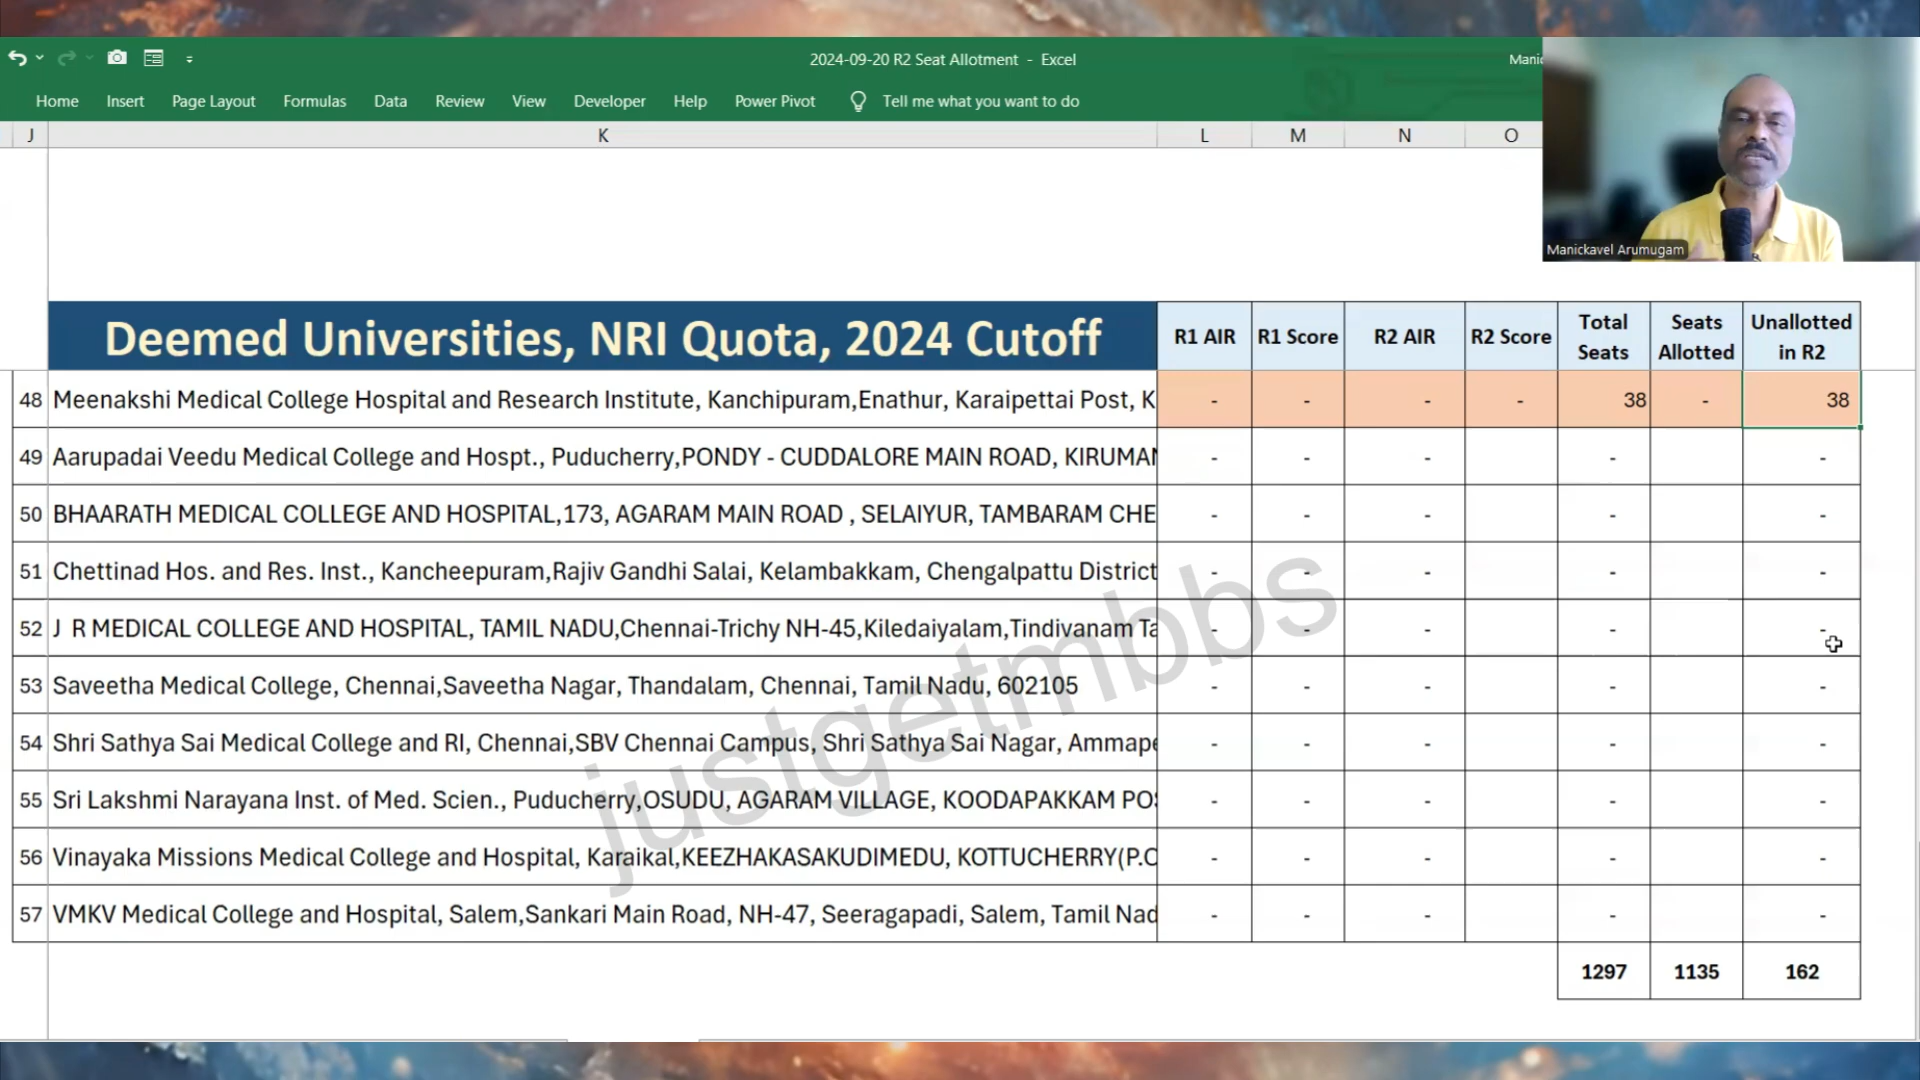 2024-09-20 R2 Seat Allotment - Excel
Home Insert Page Layout Formulas Data Review View Developer Help Power Pivot Tell me what you want to do
J K L M N O
Manickavel Arumugam
Deemed Universities, NRI Quota, 2024 Cutoff R1 AIR R1 Score R2 AIR R2 Score Total Seats Seats Allotted Unallotted in R2
48 Meenakshi Medical College Hospital and Research Institute, Kanchipuram,Enathur, Karaipettai Post, K - - - - 38 - 38
49 Aarupadai Veedu Medical College and Hospt., Puducherry,PONDY - CUDDALORE MAIN ROAD, KIRUMAN - - - - -
50 BHAARATH MEDICAL COLLEGE AND HOSPITAL,173, AGARAM MAIN ROAD , SELAIYUR, TAMBARAM CHE - - - - -
51 Chettinad Hos. and Res. Inst., Kancheepuram,Rajiv Gandhi Salai, Kelambakkam, Chengalpattu District - - - - -
52 J R MEDICAL COLLEGE AND HOSPITAL, TAMIL NADU,Chennai-Trichy NH-45,Kiledaiyalam,Tindivanam Ta - - - - -
53 Saveetha Medical College, Chennai,Saveetha Nagar, Thandalam, Chennai, Tamil Nadu, 602105 - - - - -
54 Shri Sathya Sai Medical College and RI, Chennai,SBV Chennai Campus, Shri Sathya Sai Nagar, Ammape - - - - -
55 Sri Lakshmi Narayana Inst. of Med. Scien., Puducherry,OSUDU, AGARAM VILLAGE, KOODAPAKKAM POS - - - - -
56 Vinayaka Missions Medical College and Hospital, Karaikal,KEEZHAKASAKUDIMEDU, KOTTUCHERRY(P.O - - - - -
57 VMKV Medical College and Hospital, Salem,Sankari Main Road, NH-47, Seeragapadi, Salem, Tamil Nad - - - - -
1297 1135 162
justgetmbbs